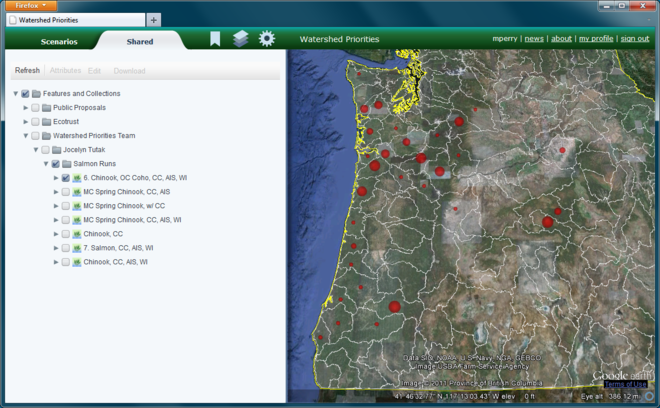 Firefox
Watershed Priorities
Scenarios
Shared
Watershed Priorities
mperry | news | about | my profile | sign out
Refresh
Attributes
Edit
Download
Features and Collections
Public Proposals
Ecotrust
Watershed Priorities Team
Jocelyn Tutak
Salmon Runs
6. Chinook, OC Coho, CC, AIS, WI
MC Spring Chinook, CC, AIS
MC Spring Chinook, w/ CC
MC Spring Chinook, CC, AIS, WI
Chinook, CC
7. Salmon, CC, AIS, WI
Chinook, CC, AIS, WI
Data SIO, NOAA, U.S. Navy, NGA, GEBCO
Image USDA Farm Service Agency
Image © 2011 Province of British Columbia
Google earth
Terms of Use
41°46'32.77" N 117°13'03.43" W elev 0 ft Eye alt 386.12 mi